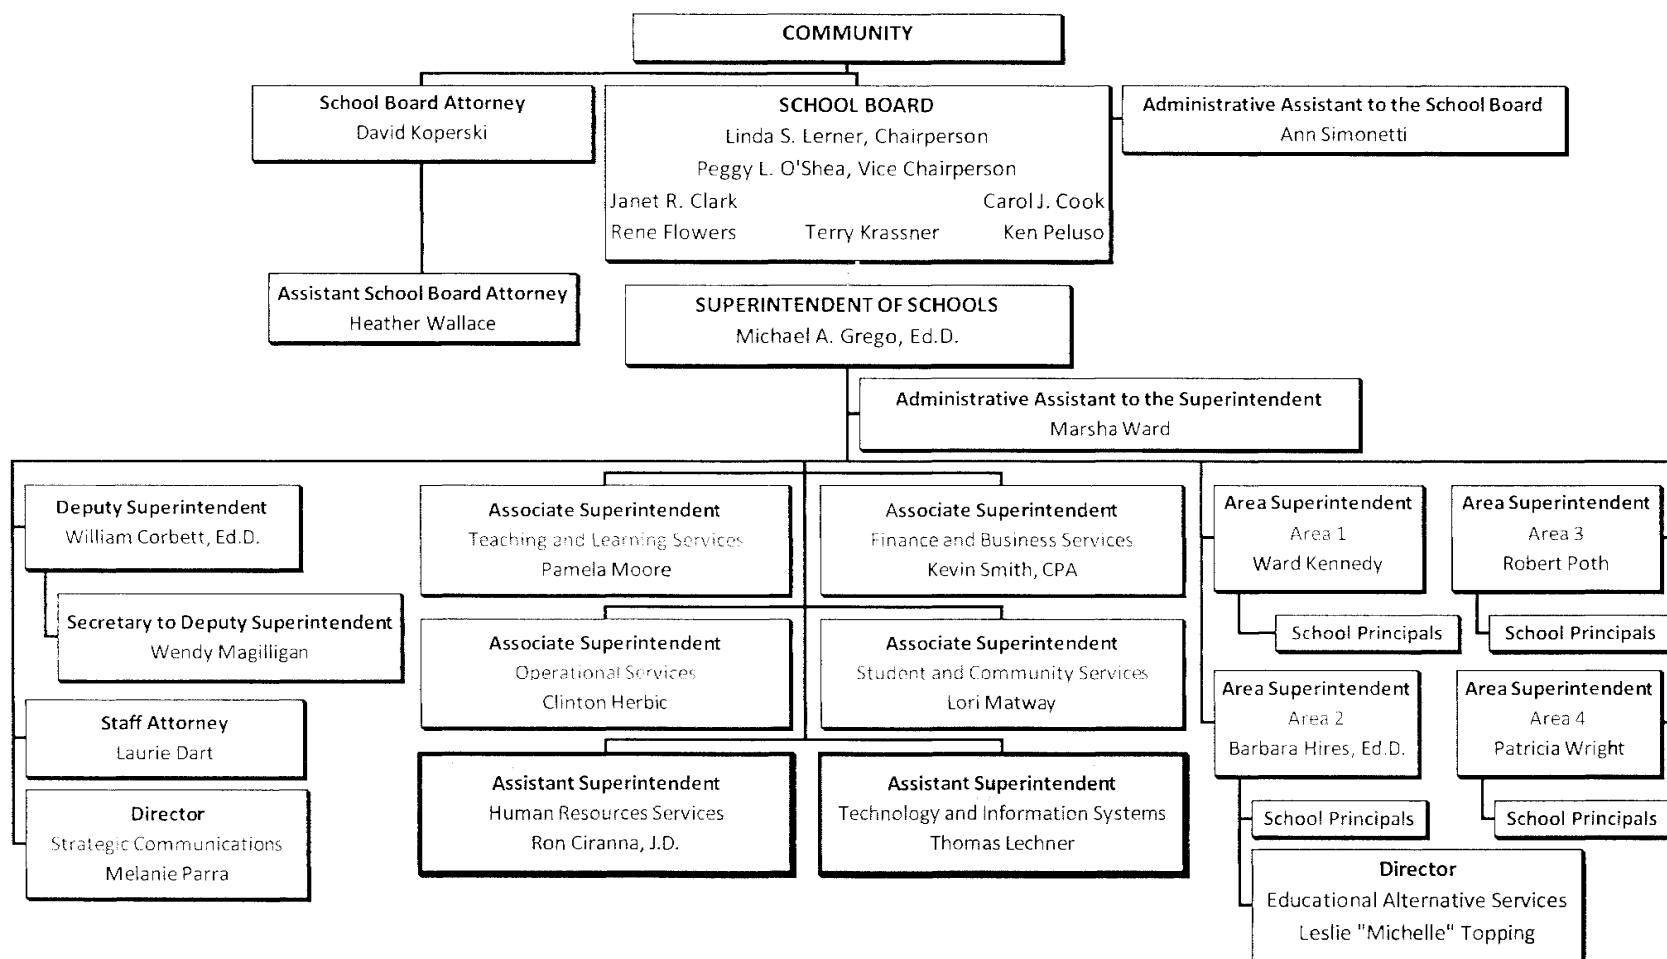 COMMUNITY
School Board Attorney
David Koperski
SCHOOL BOARD
Linda S. Lerner, Chairperson
Peggy L. O'Shea, Vice Chairperson
Janet R. Clark
Carol J. Cook
Rene Flowers
Terry Krassner
Ken Peluso
Administrative Assistant to the School Board
Ann Simonetti
Assistant School Board Attorney
Heather Wallace
SUPERINTENDENT OF SCHOOLS
Michael A. Grego, Ed.D.
Administrative Assistant to the Superintendent
Marsha Ward
Deputy Superintendent
William Corbett, Ed.D.
Secretary to Deputy Superintendent
Wendy Magilligan
Staff Attorney
Laurie Dart
Director
Strategic Communications
Melanie Parra
Associate Superintendent
Teaching and Learning Services
Pamela Moore
Associate Superintendent
Finance and Business Services
Kevin Smith, CPA
Associate Superintendent
Operational Services
Clinton Herbic
Associate Superintendent
Student and Community Services
Lori Matway
Assistant Superintendent
Human Resources Services
Ron Ciranna, J.D.
Assistant Superintendent
Technology and Information Systems
Thomas Lechner
Area Superintendent
Area 1
Ward Kennedy
School Principals
Area Superintendent
Area 3
Robert Poth
School Principals
Area Superintendent
Area 2
Barbara Hires, Ed.D.
School Principals
Director
Educational Alternative Services
Leslie "Michelle" Topping
Area Superintendent
Area 4
Patricia Wright
School Principals